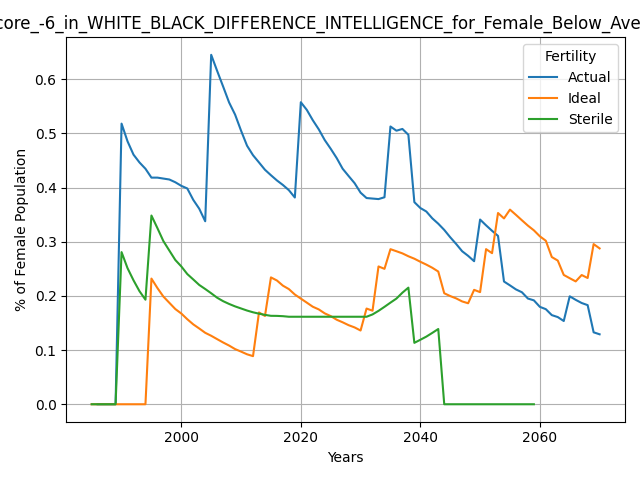 core_-6_in_WHITE_BLACK_DIFFERENCE_INTELLIGENCE_for_Female_Below_Ave
Fertility
Actual
Ideal
Sterile
% of Female Population
0.6
0.5
0.4
0.3
0.2
0.1
0.0
2000
2020
2040
2060
Years